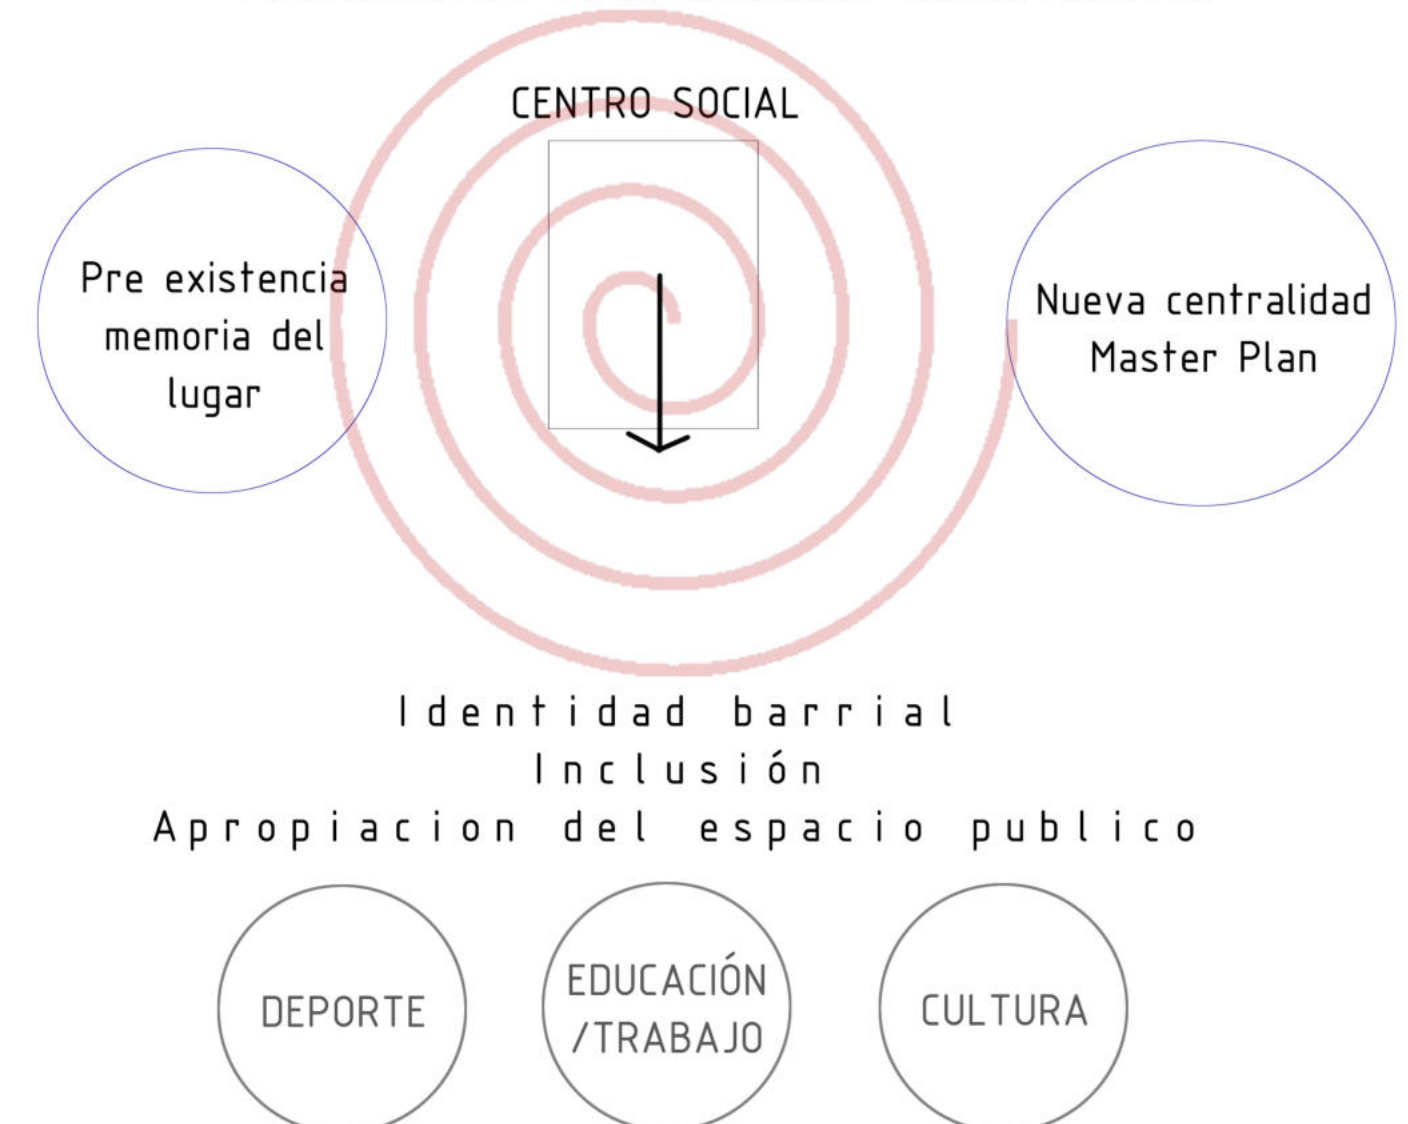 CENTRO SOCIAL
Pre existencia
memoria del
lugar
Nueva centralidad
Master Plan
Identidad barrial
Inclusión
Apropiacion del espacio publico
DEPORTE
EDUCACIÓN
/TRABAJO
CULTURA